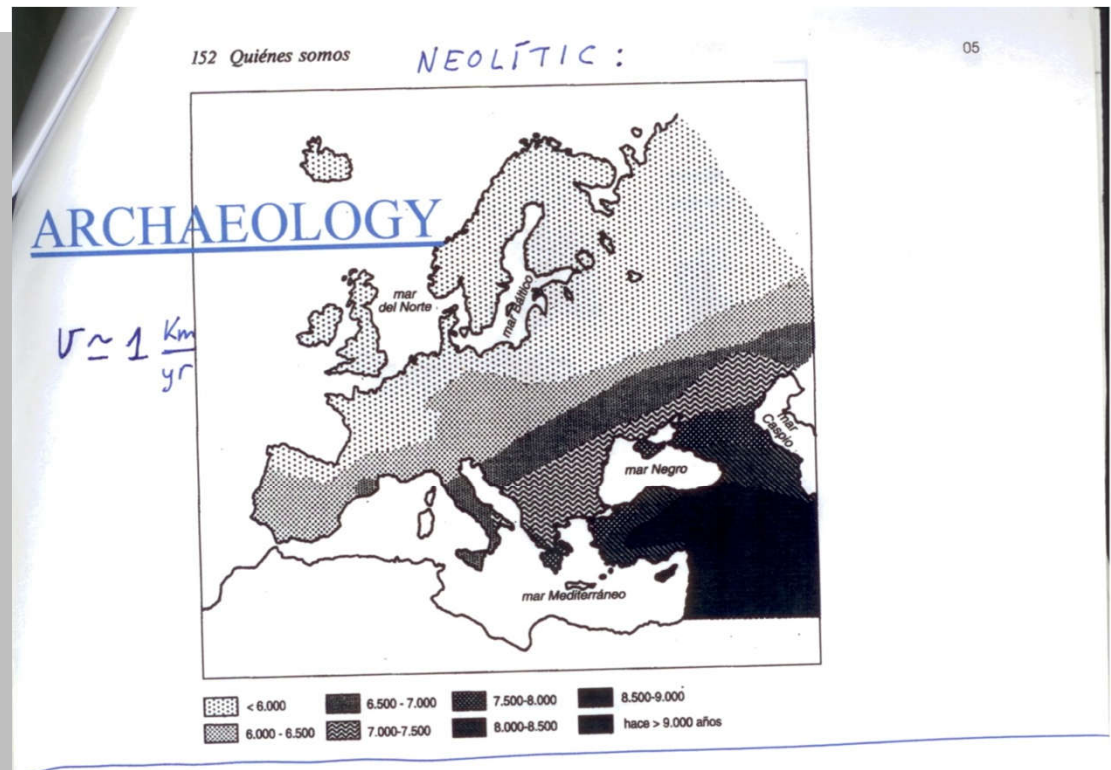 152 Quiénes somos
NEOLÍTIC :
05
ARCHAEOLOGY
v ≃ 1 Km/yr
mar
del Norte
mar Báltico
mar
Caspio
mar Negro
mar Mediterráneo
< 6.000
6.500 - 7.000
7.500-8.000
8.500-9.000
6.000 - 6.500
7.000-7.500
8.000-8.500
hace > 9.000 años